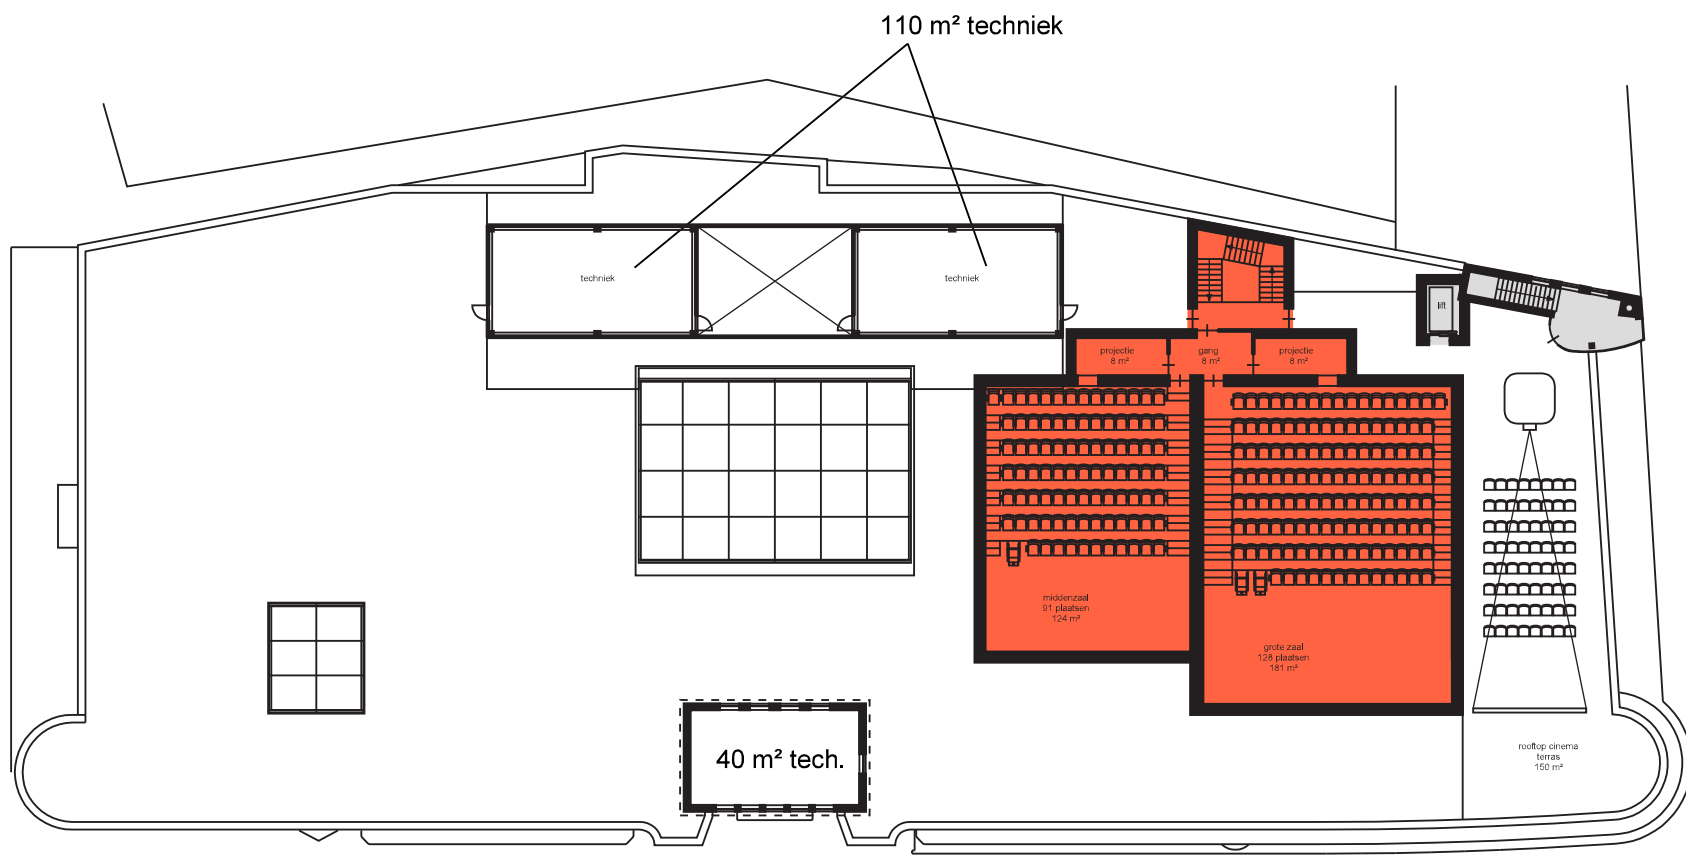 110 m² techniek
techniek
techniek
lift
projectie
8 m²
gang
8 m²
projectie
8 m²
middenzaal
91 plaatsen
124 m²
grote zaal
128 plaatsen
181 m²
40 m² tech.
rooftop cinema
terras
150 m²